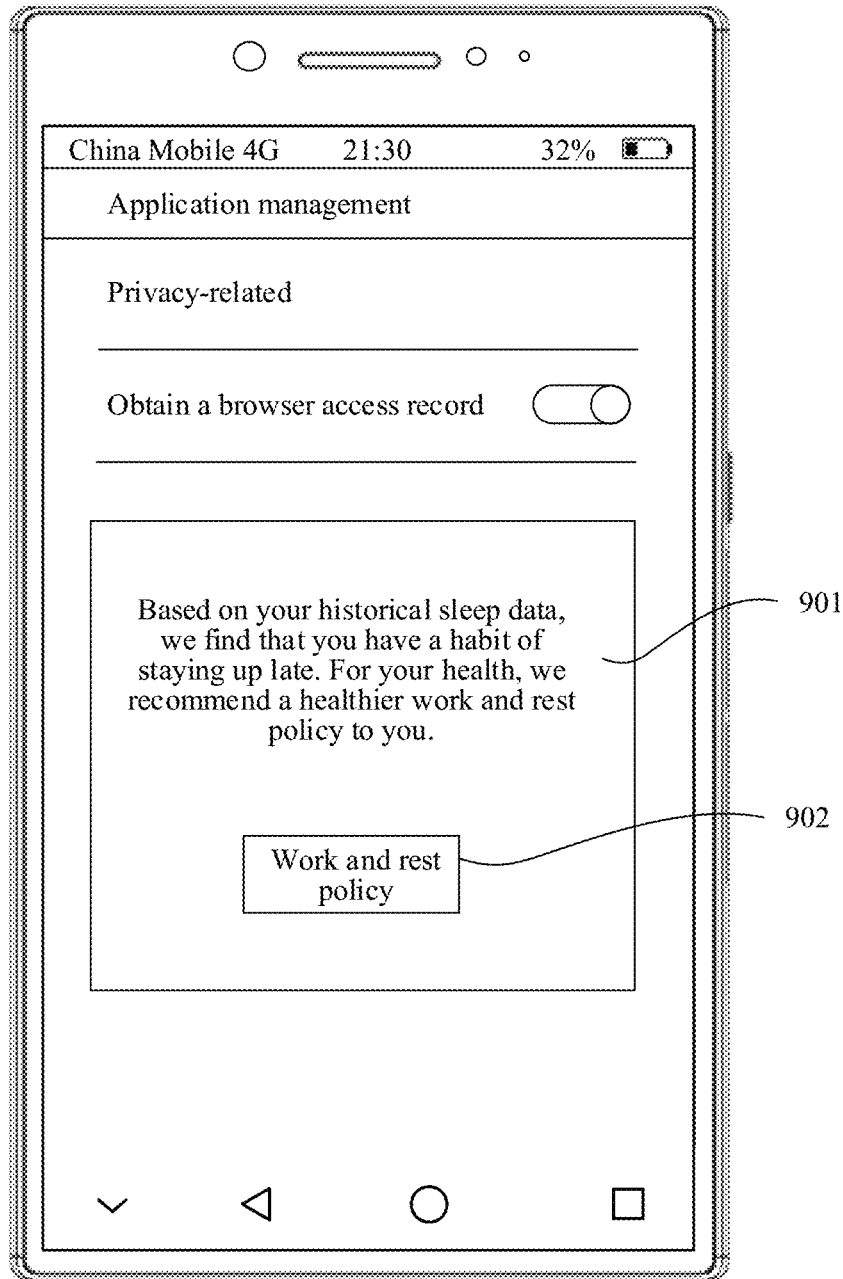 China Mobile 4G 21:30 32%
Application management
Privacy-related
Obtain a browser access record
Based on your historical sleep data,
we find that you have a habit of
staying up late. For your health, we
recommend a healthier work and rest
policy to you.
901
Work and rest
policy
902